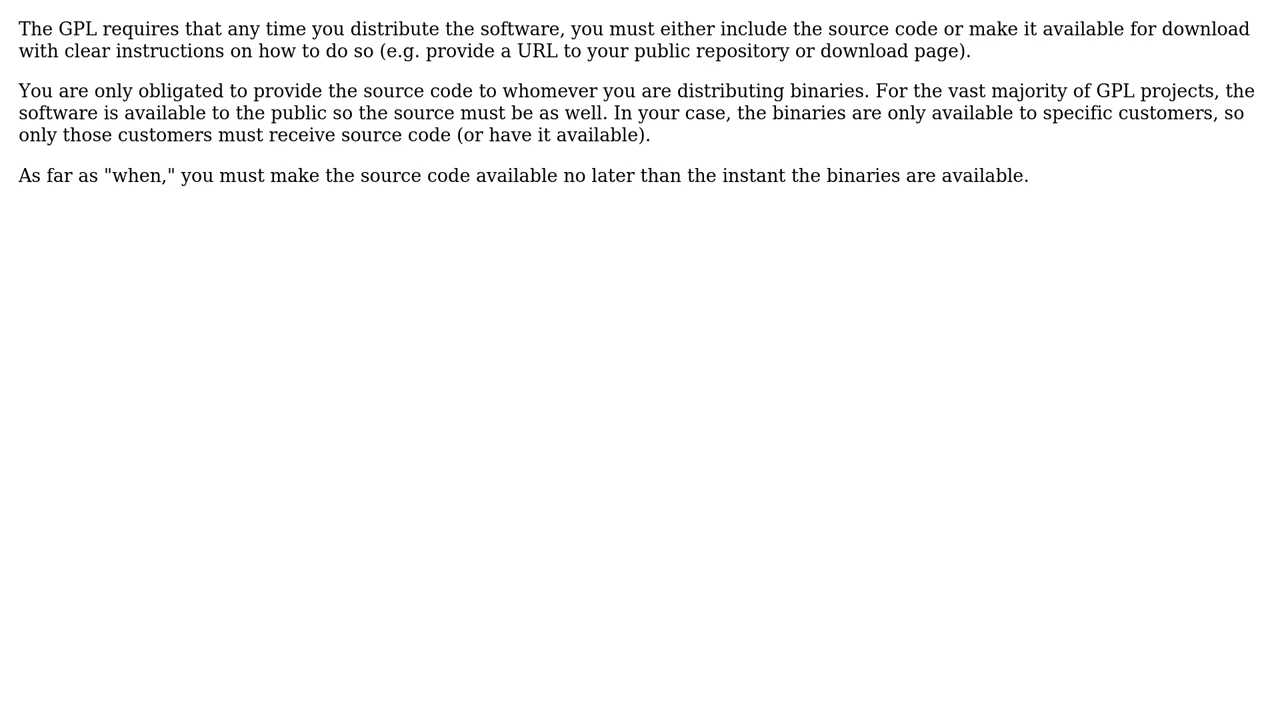 The GPL requires that any time you distribute the software, you must either include the source code or make it available for download
with clear instructions on how to do so (e.g. provide a URL to your public repository or download page).
You are only obligated to provide the source code to whomever you are distributing binaries. For the vast majority of GPL projects, the
software is available to the public so the source must be as well. In your case, the binaries are only available to specific customers, so
only those customers must receive source code (or have it available).
As far as "when," you must make the source code available no later than the instant the binaries are available.